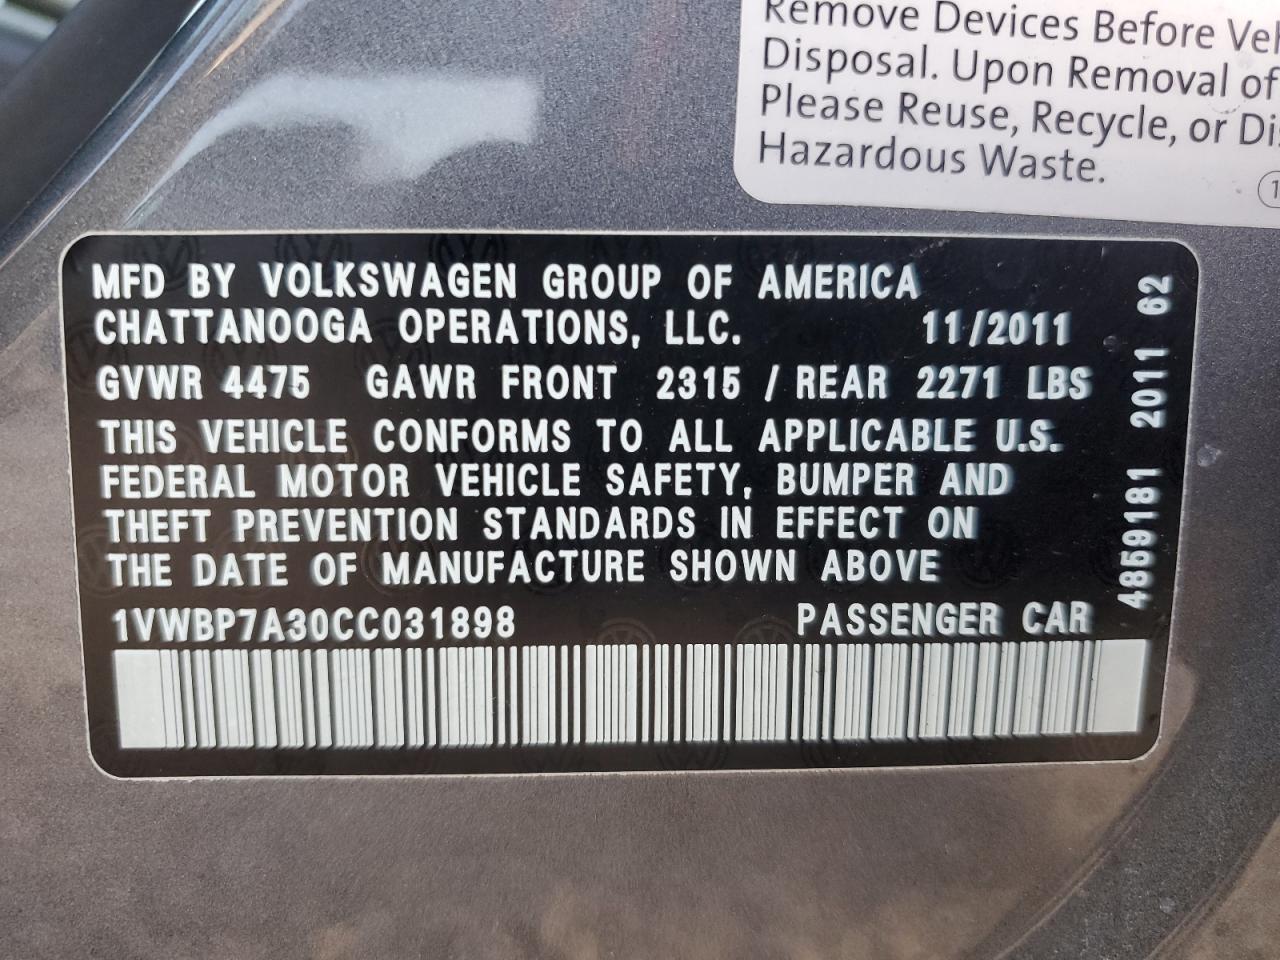 Remove Devices Before Veh
Disposal. Upon Removal of
Please Reuse, Recycle, or Di
Hazardous Waste.
MFD BY VOLKSWAGEN GROUP OF AMERICA
CHATTANOOGA OPERATIONS, LLC. 11/2011
GVWR 4475 GAWR FRONT 2315 / REAR 2271 LBS
THIS VEHICLE CONFORMS TO ALL APPLICABLE U.S.
FEDERAL MOTOR VEHICLE SAFETY, BUMPER AND
THEFT PREVENTION STANDARDS IN EFFECT ON
THE DATE OF MANUFACTURE SHOWN ABOVE
1VWBP7A30CC031898 PASSENGER CAR
4859181 2011 62